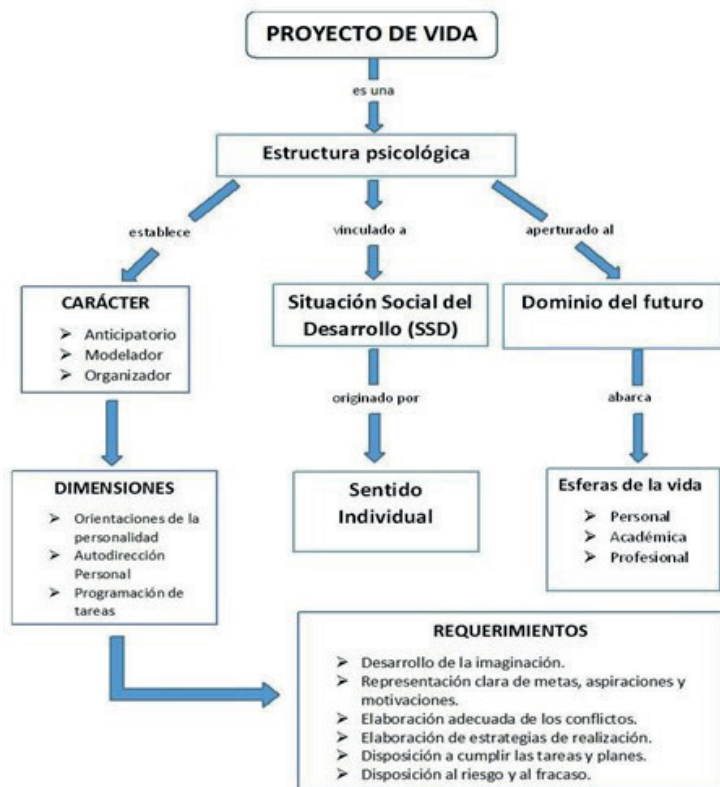 PROYECTO DE VIDA
es una
Estructura psicológica
establece
vinculado a
aperturado al
CARÁCTER
➤ Anticipatorio
➤ Modelador
➤ Organizador
Situación Social del
Desarrollo (SSD)
Dominio del futuro
originado por
abarca
DIMENSIONES
➤ Orientaciones de la
personalidad
➤ Autodirección
Personal
➤ Programación de
tareas
Sentido
Individual
Esferas de la vida
➤ Personal
➤ Académica
➤ Profesional
REQUERIMIENTOS
➤ Desarrollo de la imaginación.
➤ Representación clara de metas, aspiraciones y
motivaciones.
➤ Elaboración adecuada de los conflictos.
➤ Elaboración de estrategias de realización.
➤ Disposición a cumplir las tareas y planes.
➤ Disposición al riesgo y al fracaso.